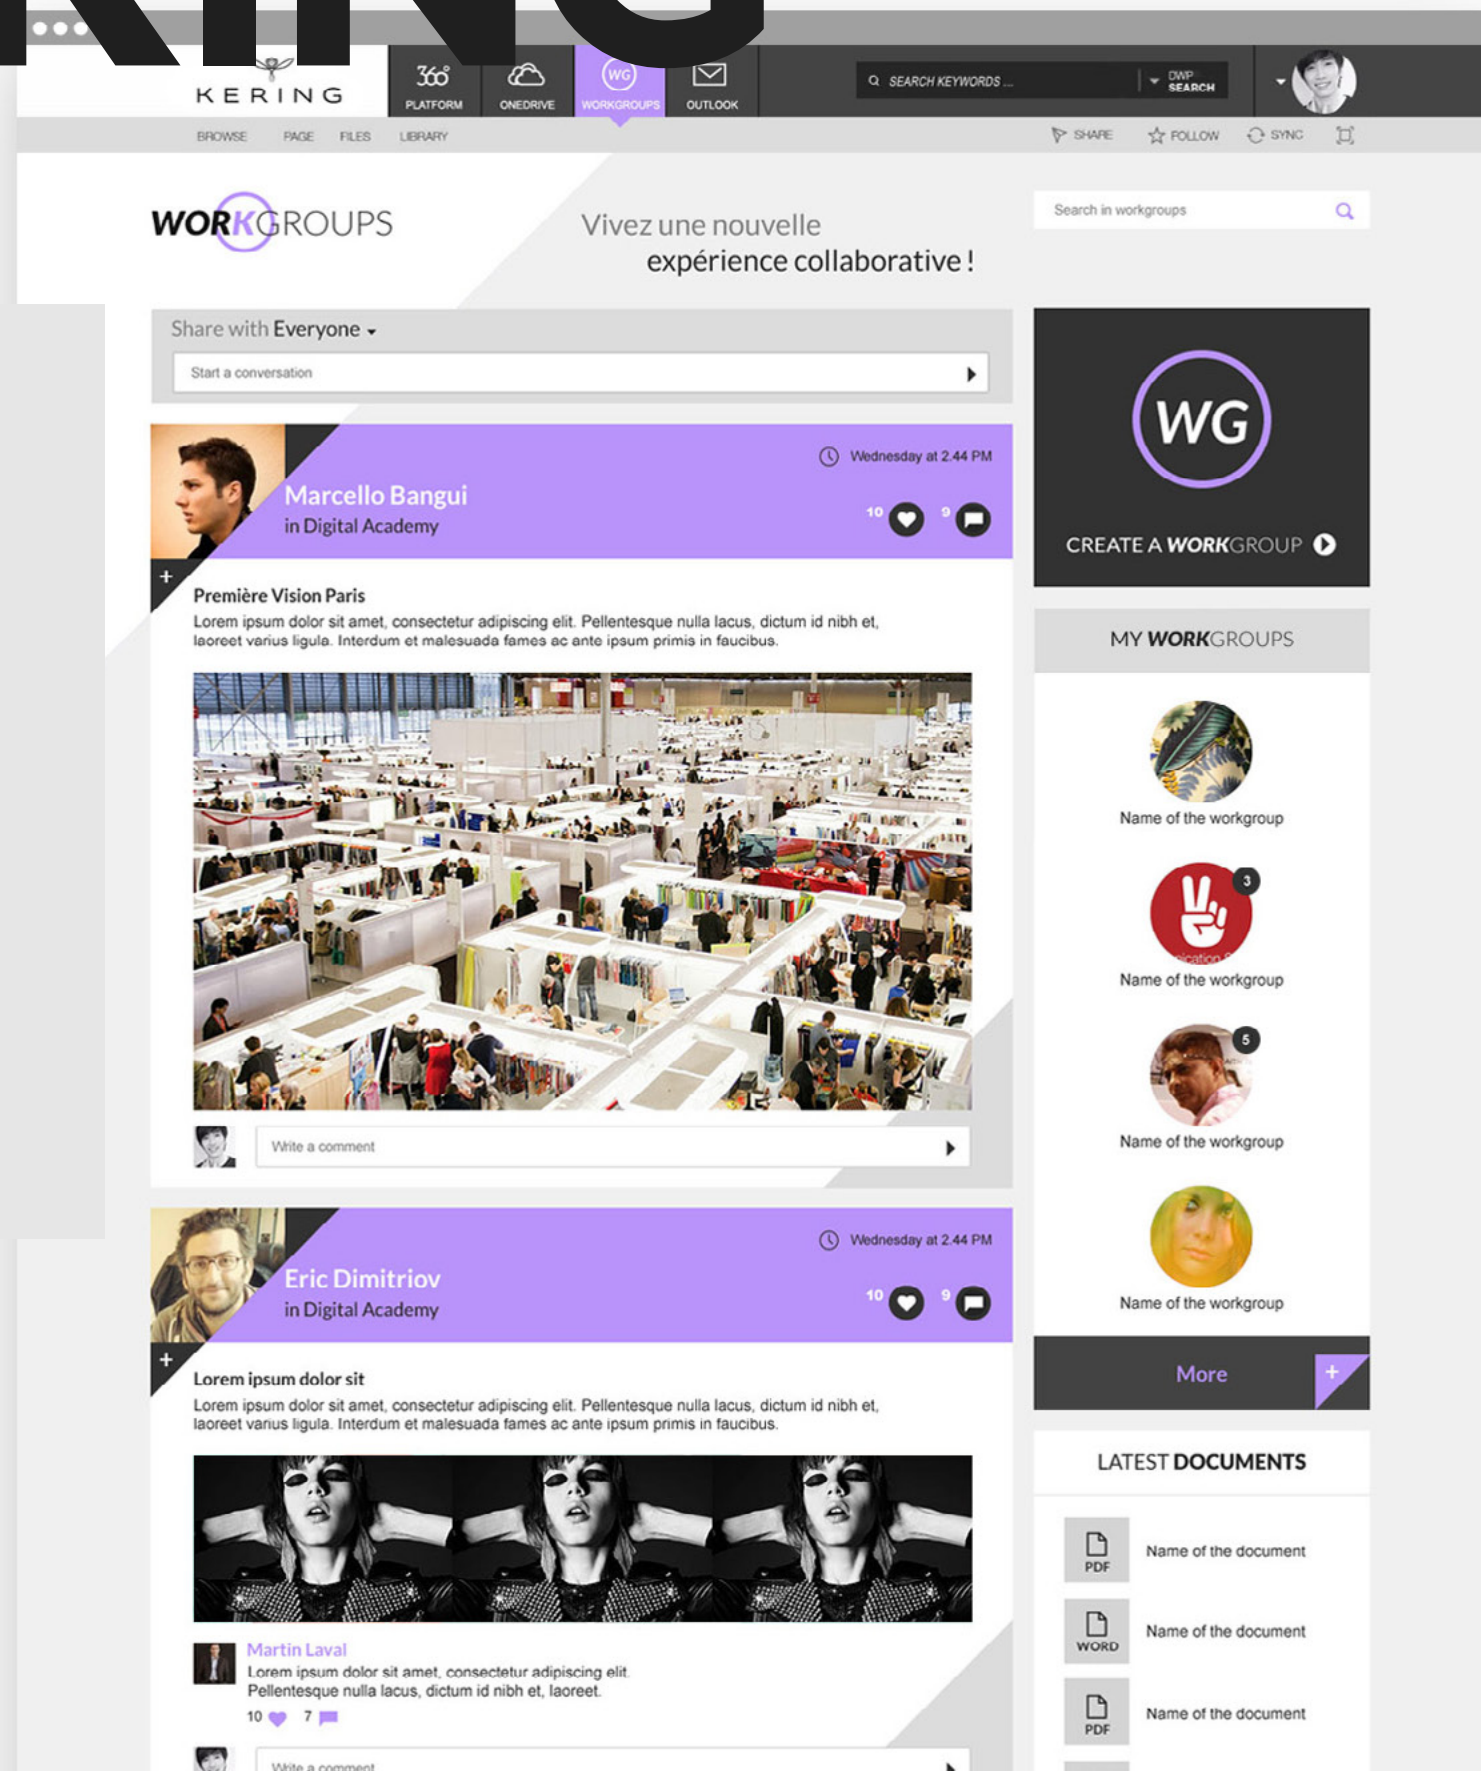 KING
KERING
360°
PLATFORM
ONEDRIVE
WG
WORKGROUPS
OUTLOOK
SEARCH KEYWORDS ...
DWP
SEARCH
BROWSE PAGE FILES LIBRARY
SHARE FOLLOW SYNC
WORKGROUPS
Vivez une nouvelle
expérience collaborative !
Search in workgroups
Share with Everyone
Start a conversation
Wednesday at 2.44 PM
Marcello Bangui
in Digital Academy
10 9
+
Première Vision Paris
Lorem ipsum dolor sit amet, consectetur adipiscing elit. Pellentesque nulla lacus, dictum id nibh et,
laoreet varius ligula. Interdum et malesuada fames ac ante ipsum primis in faucibus.
Write a comment
Wednesday at 2.44 PM
Eric Dimitriov
in Digital Academy
10 9
+
Lorem ipsum dolor sit
Lorem ipsum dolor sit amet, consectetur adipiscing elit. Pellentesque nulla lacus, dictum id nibh et,
laoreet varius ligula. Interdum et malesuada fames ac ante ipsum primis in faucibus.
Martin Laval
Lorem ipsum dolor sit amet, consectetur adipiscing elit.
Pellentesque nulla lacus, dictum id nibh et, laoreet.
10 7
Write a comment
WG
CREATE A WORKGROUP
MY WORKGROUPS
Name of the workgroup
3
Name of the workgroup
5
Name of the workgroup
Name of the workgroup
More
+
LATEST DOCUMENTS
PDF
Name of the document
WORD
Name of the document
PDF
Name of the document